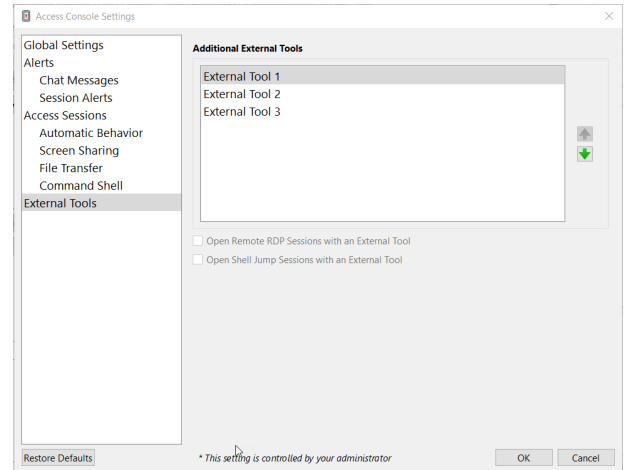 Access Console Settings
Global Settings
Alerts
Chat Messages
Session Alerts
Access Sessions
Automatic Behavior
Screen Sharing
File Transfer
Command Shell
External Tools
Additional External Tools
External Tool 1
External Tool 2
External Tool 3
Open Remote RDP Sessions with an External Tool
Open Shell Jump Sessions with an External Tool
Restore Defaults
* This setting is controlled by your administrator
OK
Cancel